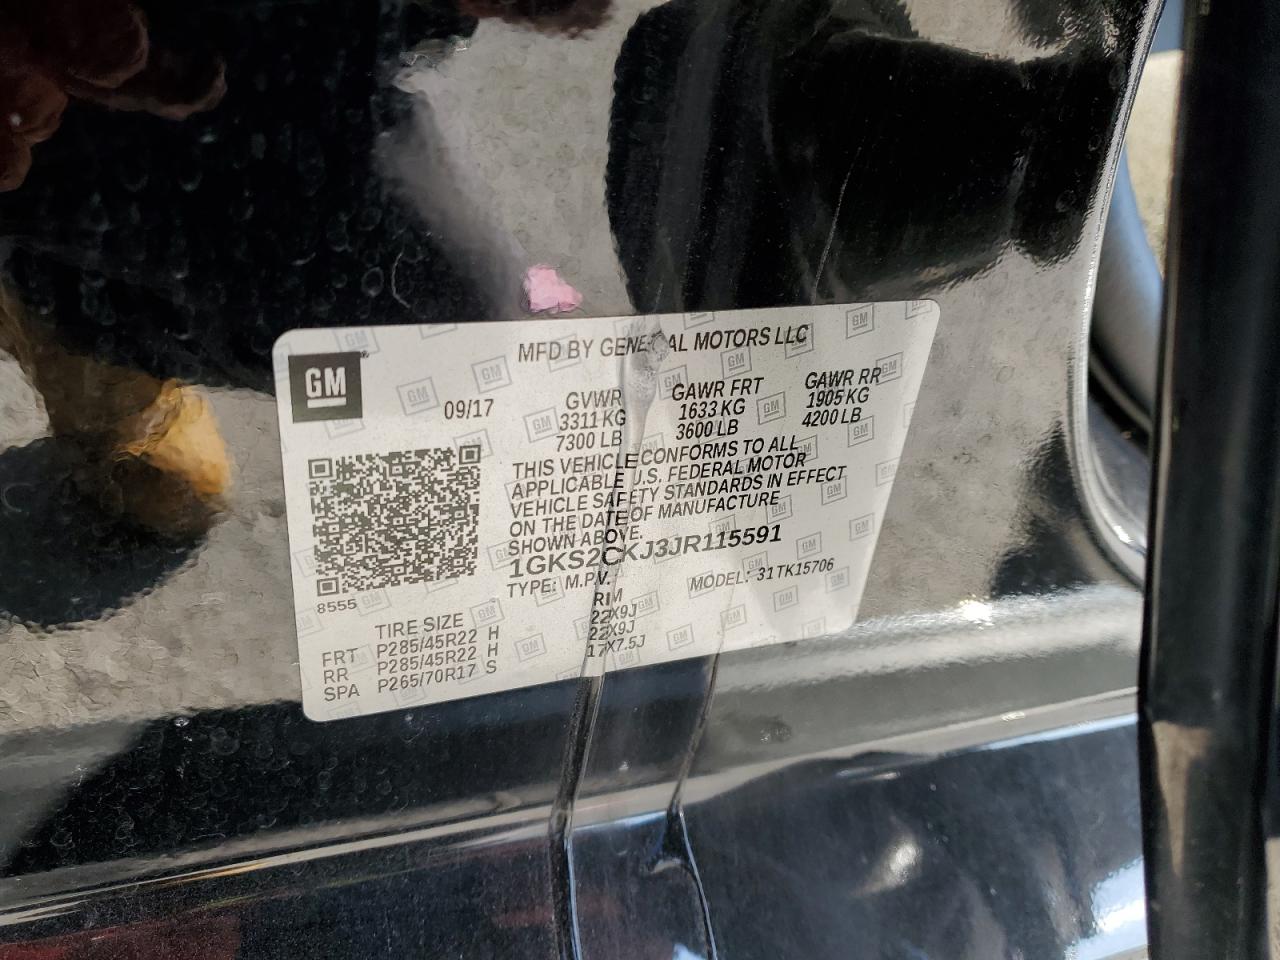 MFD BY GENERAL MOTORS LLC
GM
09/17
GVWR GAWR FRT GAWR RR
3311 KG 1633 KG 1905 KG
7300 LB 3600 LB 4200 LB
THIS VEHICLE CONFORMS TO ALL
APPLICABLE U.S. FEDERAL MOTOR
VEHICLE SAFETY STANDARDS IN EFFECT
ON THE DATE OF MANUFACTURE
SHOWN ABOVE.
1GKS2CKJ3JR115591
TYPE: M.P.V. MODEL: 31TK15706
8555
TIRE SIZE RIM
FRT P285/45R22 H 22X9J
RR P285/45R22 H 22X9J
SPA P265/70R17 S 17X7.5J